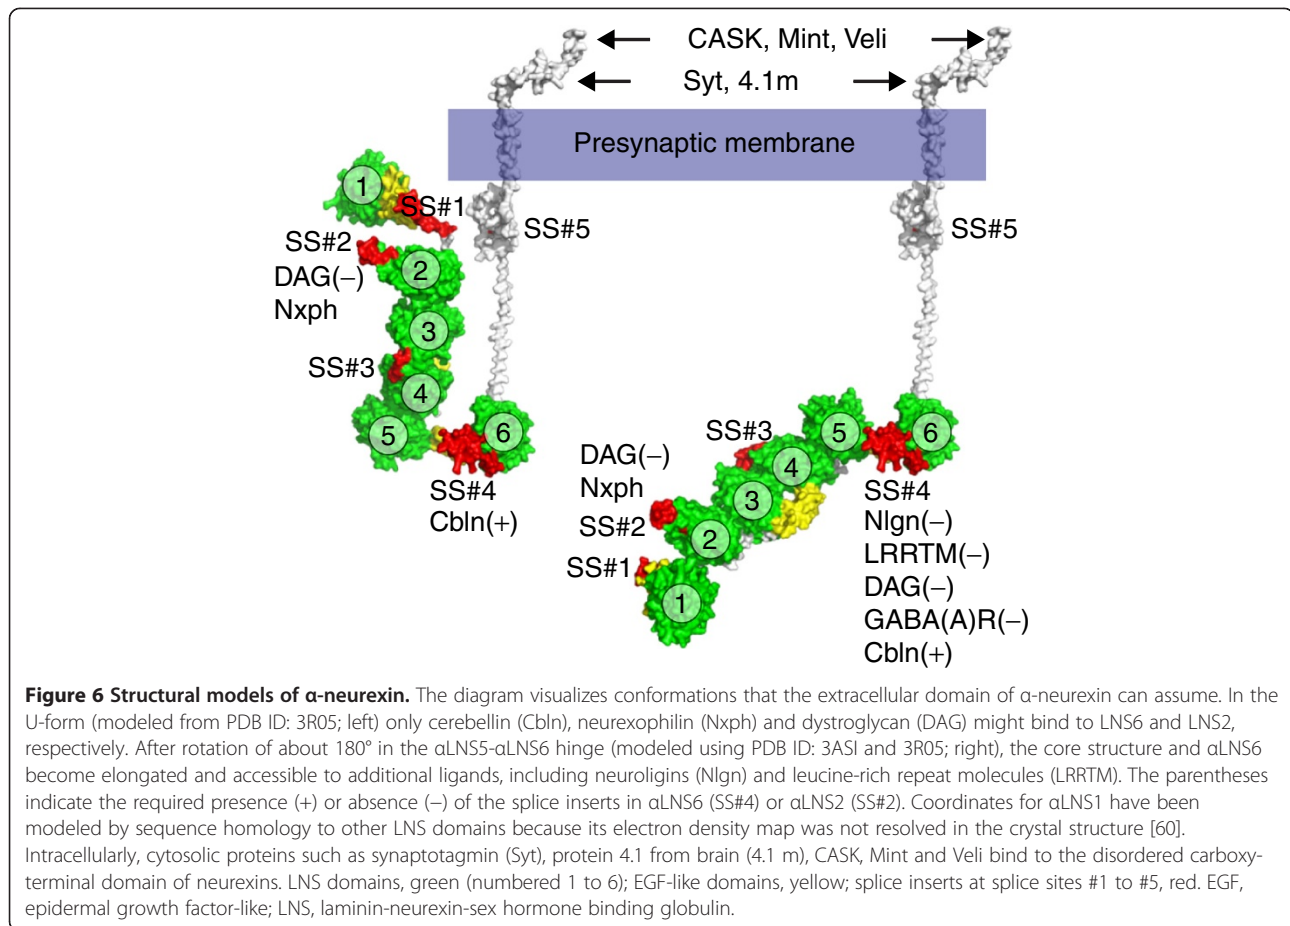 CASK, Mint, Veli
Syt, 4.1m
Presynaptic membrane
1
SS#1
SS#2
DAG(−)
Nxph
2
3
SS#3
4
5
6
SS#4
Cbln(+)
SS#5
SS#5
SS#3
5
6
4
DAG(−)
Nxph
3
SS#2
2
SS#1
1
SS#4
Nlgn(−)
LRRTM(−)
DAG(−)
GABA(A)R(−)
Cbln(+)
Figure 6 Structural models of α-neurexin. The diagram visualizes conformations that the extracellular domain of α-neurexin can assume. In the
U-form (modeled from PDB ID: 3R05; left) only cerebellin (Cbln), neurexophilin (Nxph) and dystroglycan (DAG) might bind to LNS6 and LNS2,
respectively. After rotation of about 180° in the αLNS5-αLNS6 hinge (modeled using PDB ID: 3ASI and 3R05; right), the core structure and αLNS6
become elongated and accessible to additional ligands, including neuroligins (Nlgn) and leucine-rich repeat molecules (LRRTM). The parentheses
indicate the required presence (+) or absence (−) of the splice inserts in αLNS6 (SS#4) or αLNS2 (SS#2). Coordinates for αLNS1 have been
modeled by sequence homology to other LNS domains because its electron density map was not resolved in the crystal structure [60].
Intracellularly, cytosolic proteins such as synaptotagmin (Syt), protein 4.1 from brain (4.1 m), CASK, Mint and Veli bind to the disordered carboxy-
terminal domain of neurexins. LNS domains, green (numbered 1 to 6); EGF-like domains, yellow; splice inserts at splice sites #1 to #5, red. EGF,
epidermal growth factor-like; LNS, laminin-neurexin-sex hormone binding globulin.